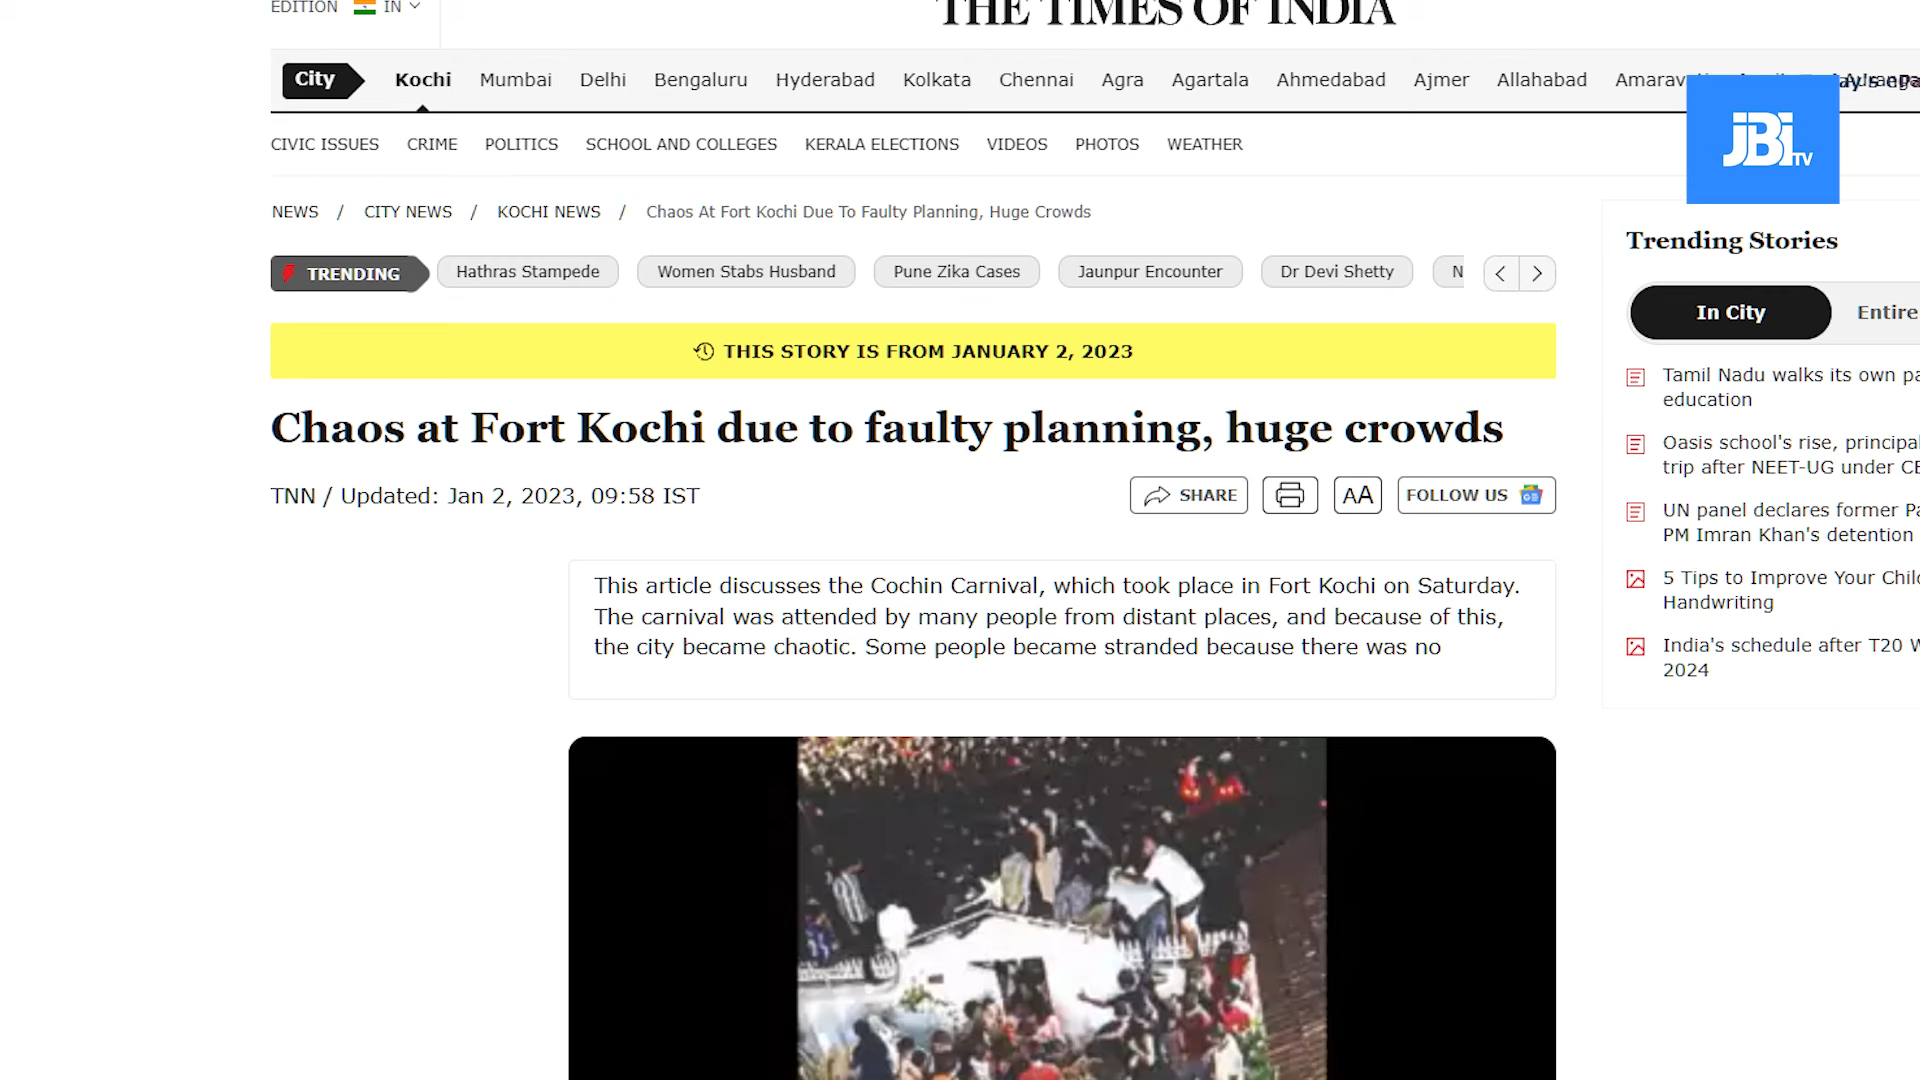 EDITION IN
THE TIMES OF INDIA
City Kochi Mumbai Delhi Bengaluru Hyderabad Kolkata Chennai Agra Agartala Ahmedabad Ajmer Allahabad
CIVIC ISSUES CRIME POLITICS SCHOOL AND COLLEGES KERALA ELECTIONS VIDEOS PHOTOS WEATHER
JBi TV
NEWS / CITY NEWS / KOCHI NEWS / Chaos At Fort Kochi Due To Faulty Planning, Huge Crowds
TRENDING Hathras Stampede Women Stabs Husband Pune Zika Cases Jaunpur Encounter Dr Devi Shetty N
THIS STORY IS FROM JANUARY 2, 2023
Chaos at Fort Kochi due to faulty planning, huge crowds
TNN / Updated: Jan 2, 2023, 09:58 IST
SHARE AA FOLLOW US
This article discusses the Cochin Carnival, which took place in Fort Kochi on Saturday.
The carnival was attended by many people from distant places, and because of this,
the city became chaotic. Some people became stranded because there was no
Trending Stories
In City Entire
Tamil Nadu walks its own
education
Oasis school's rise, principal
trip after NEET-UG under
UN panel declares former
PM Imran Khan's detention
5 Tips to Improve Your
Handwriting
India's schedule after T20
2024